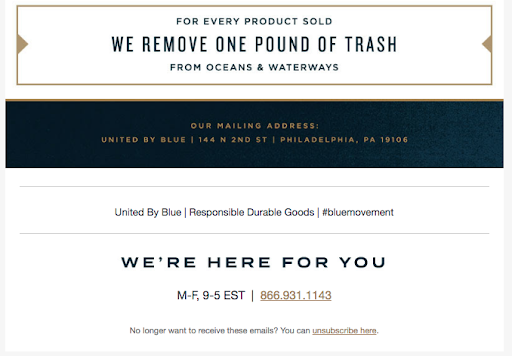 FOR EVERY PRODUCT SOLD
WE REMOVE ONE POUND OF TRASH
FROM OCEANS & WATERWAYS
OUR MAILING ADDRESS:
UNITED BY BLUE | 144 N 2ND ST | PHILADELPHIA, PA 19106
United By Blue | Responsible Durable Goods | #bluemovement
WE'RE HERE FOR YOU
M-F, 9-5 EST | 866.931.1143
No longer want to receive these emails? You can unsubscribe here.